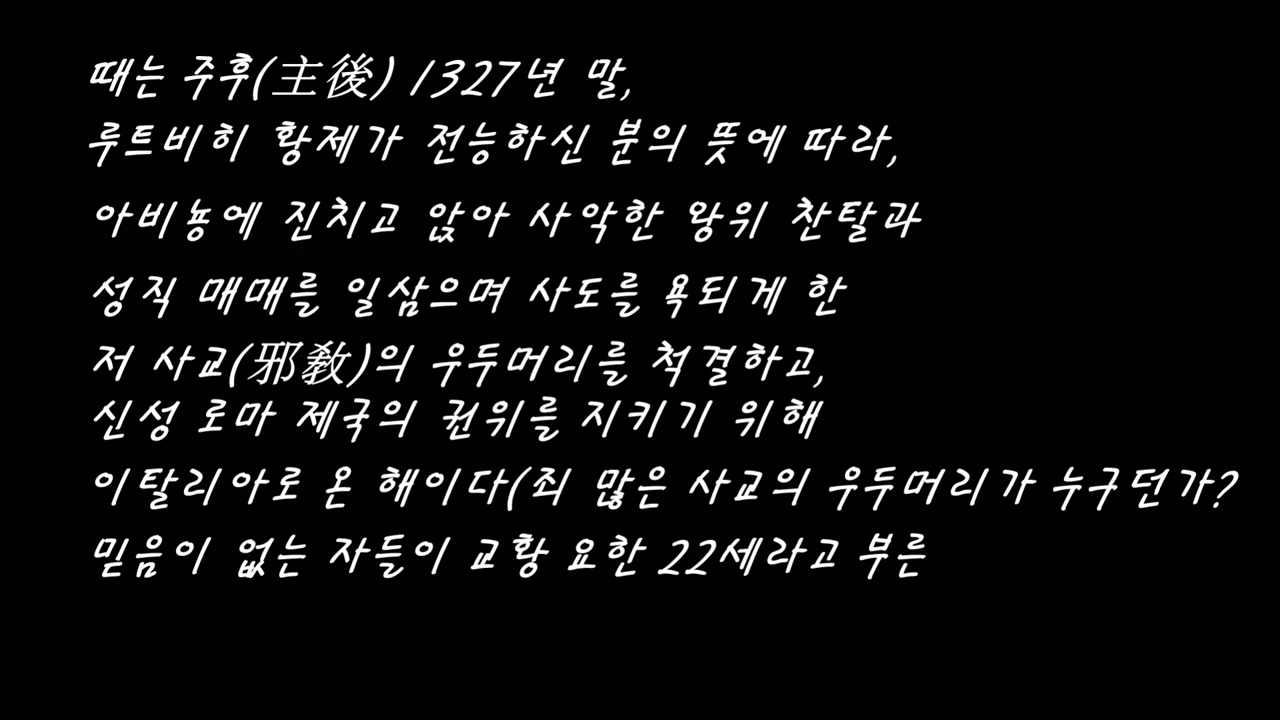 때는 주후(主後) 1327년 말,
루트비히 황제가 전능하신 분의 뜻에 따라,
아비뇽에 진치고 앉아 사악한 왕위 찬탈과
성직 매매를 일삼으며 사도를 욕되게 한
저 사교(邪敎)의 우두머리를 척결하고,
신성 로마 제국의 권위를 지키기 위해
이탈리아로 온 해이다(죄 많은 사교의 우두머리가 누구던가?
믿음이 없는 자들이 교황 요한 22세라고 부른